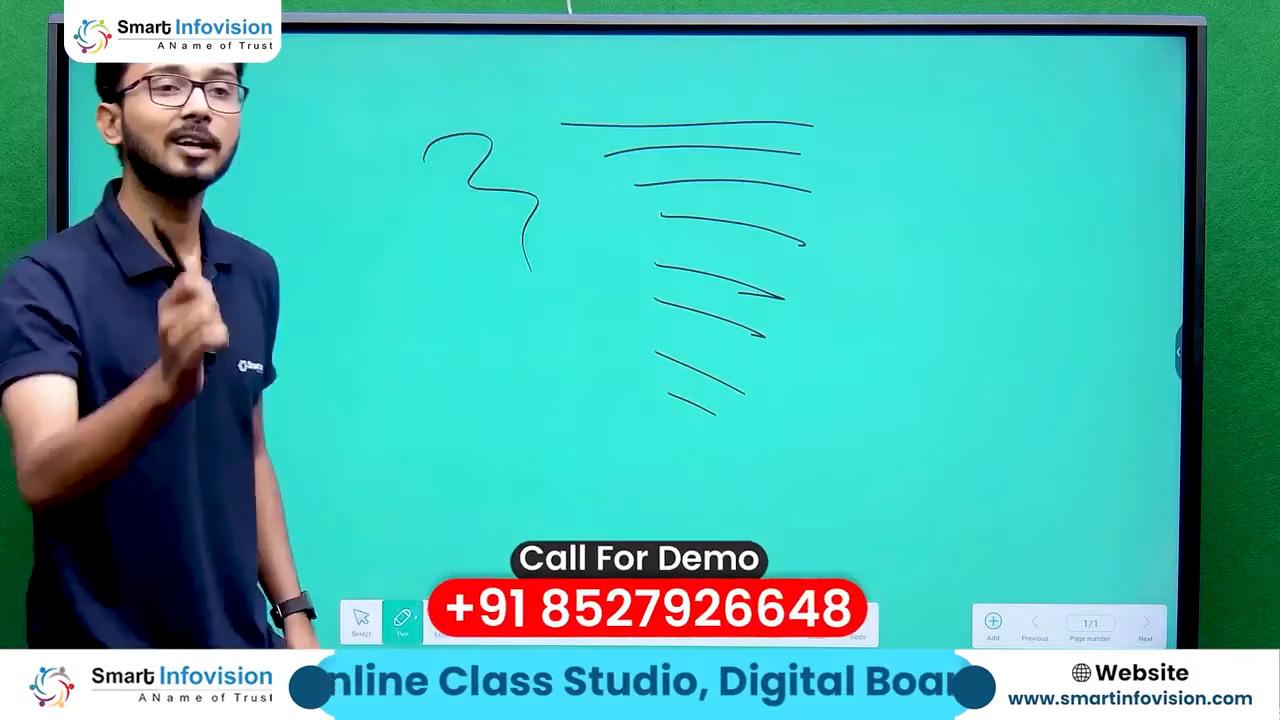 Smart Infovision
A Name of Trust
Call For Demo
+91 8527926648
Select
Pen
Add
Previous
1/1
Page number
Next
Smart Infovision
A Name of Trust
nline Class Studio, Digital Boar
Website
www.smartinfovision.com